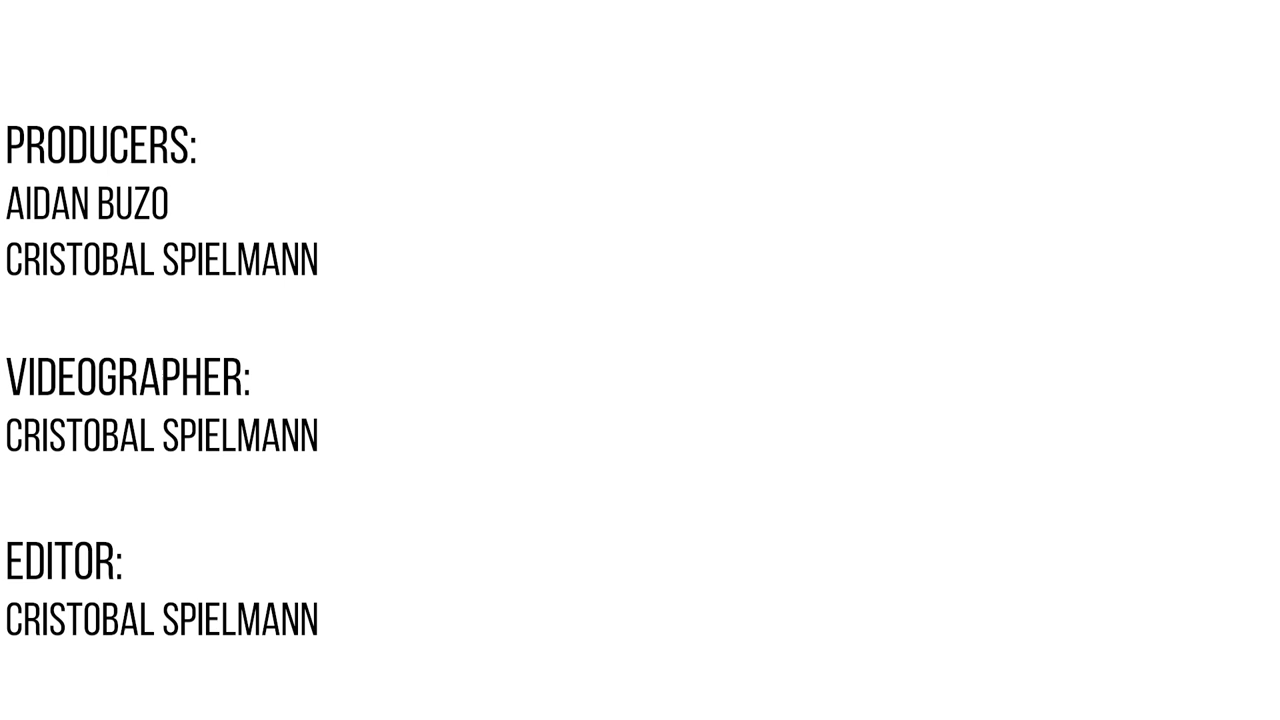 PRODUCERS:
AIDAN BUZO
CRISTOBAL SPIELMANN
VIDEOGRAPHER:
CRISTOBAL SPIELMANN
EDITOR:
CRISTOBAL SPIELMANN